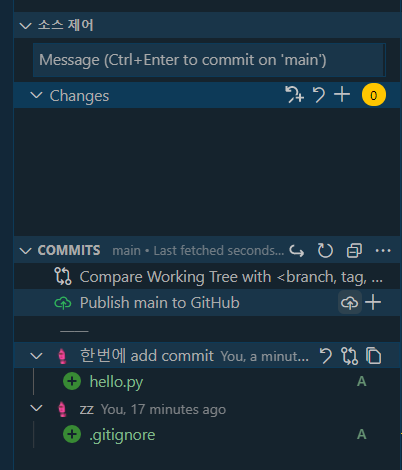 소스 제어
Message (Ctrl+Enter to commit on 'main')
Changes 0
COMMITS main • Last fetched seconds...
Compare Working Tree with <branch, tag, ...
Publish main to GitHub
한번에 add commit You, a minut...
hello.py A
zz You, 17 minutes ago
.gitignore A